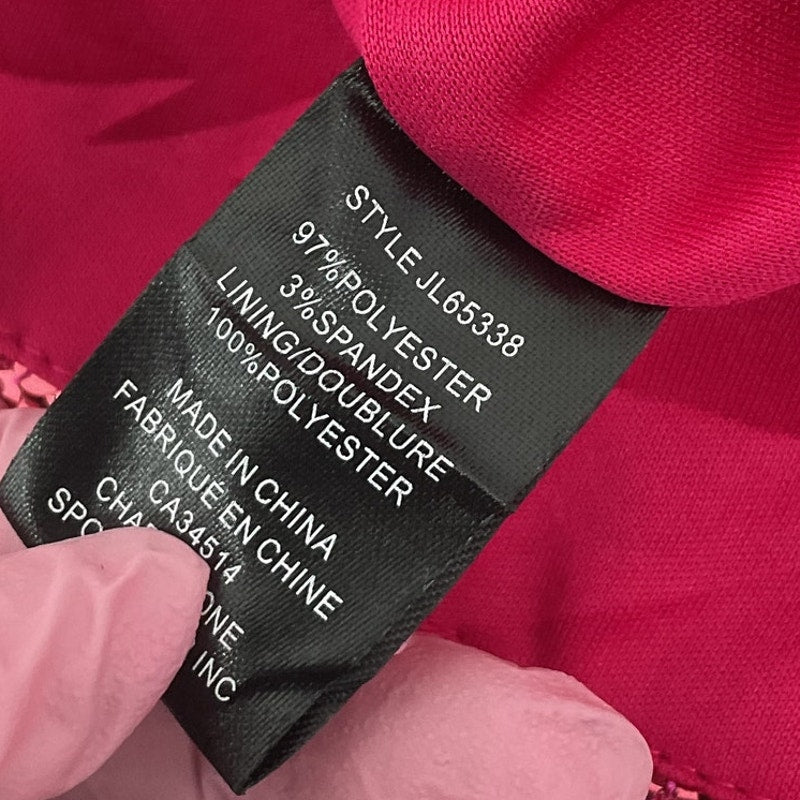 STYLE JL65338
97%POLYESTER
3%SPANDEX
LINING/DOUBLURE
100%POLYESTER
MADE IN CHINA
FABRIQUÉ EN CHINE
CA34514
INC